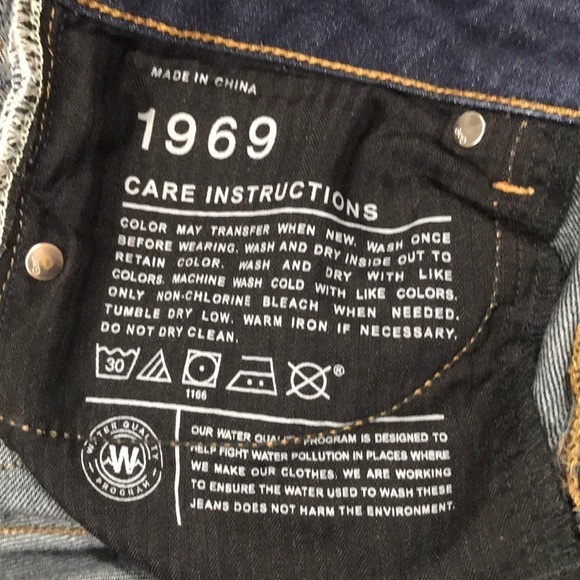 MADE IN CHINA
1969
CARE INSTRUCTIONS
COLOR MAY TRANSFER WHEN NEW. WASH ONCE
BEFORE WEARING. WASH AND DRY INSIDE OUT TO
RETAIN COLOR. WASH AND DRY WITH LIKE
COLORS. MACHINE WASH COLD WITH LIKE COLORS.
ONLY NON-CHLORINE BLEACH WHEN NEEDED.
TUMBLE DRY LOW. WARM IRON IF NECESSARY.
DO NOT DRY CLEAN.
30
®
1166
WATER QUALITY
W
PROGRAM
OUR WATER QUALITY PROGRAM IS DESIGNED TO
HELP FIGHT WATER POLLUTION IN PLACES WHERE
WE MAKE OUR CLOTHES. WE ARE WORKING
TO ENSURE THE WATER USED TO WASH THESE
JEANS DOES NOT HARM THE ENVIRONMENT.